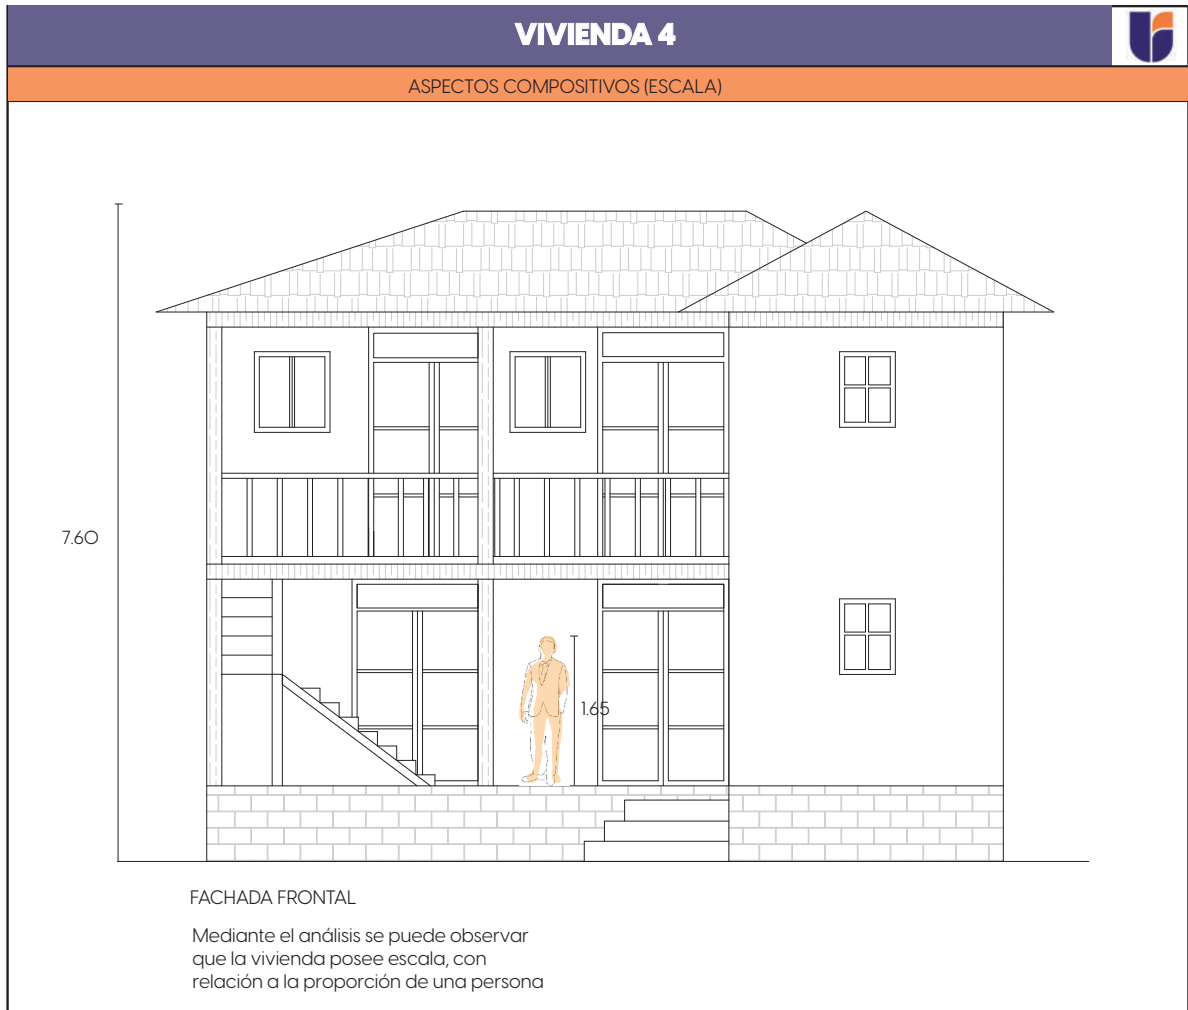 VIVIENDA 4
ASPECTOS COMPOSITIVOS (ESCALA)
7.60
1.65
FACHADA FRONTAL
Mediante el análisis se puede observar
que la vivienda posee escala, con
relación a la proporción de una persona